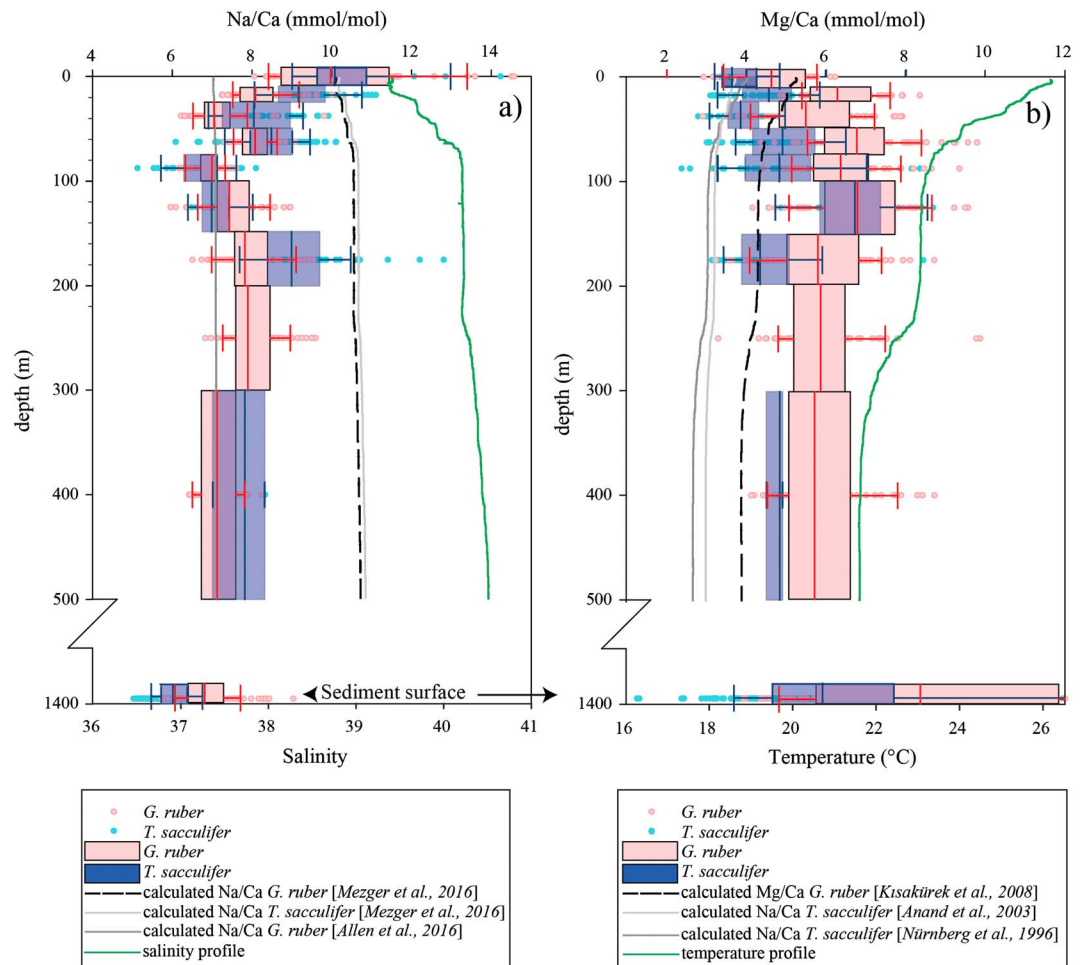 Na/Ca (mmol/mol)
4 6 8 10 12 14
a)
0
100
200
300
400
500
1400
depth (m)
36 37 38 39 40 41
Salinity
Sediment surface
Mg/Ca (mmol/mol)
2 4 6 8 10 12
b)
0
100
200
300
400
500
1400
depth (m)
16 18 20 22 24 26
Temperature (°C)
G. ruber
T. sacculifer
G. ruber
T. sacculifer
calculated Na/Ca G. ruber [Mezger et al., 2016]
calculated Na/Ca T. sacculifer [Mezger et al., 2016]
calculated Na/Ca G. ruber [Allen et al., 2016]
salinity profile
G. ruber
T. sacculifer
G. ruber
T. sacculifer
calculated Mg/Ca G. ruber [Kısakürek et al., 2008]
calculated Na/Ca T. sacculifer [Anand et al., 2003]
calculated Na/Ca T. sacculifer [Nürnberg et al., 1996]
temperature profile